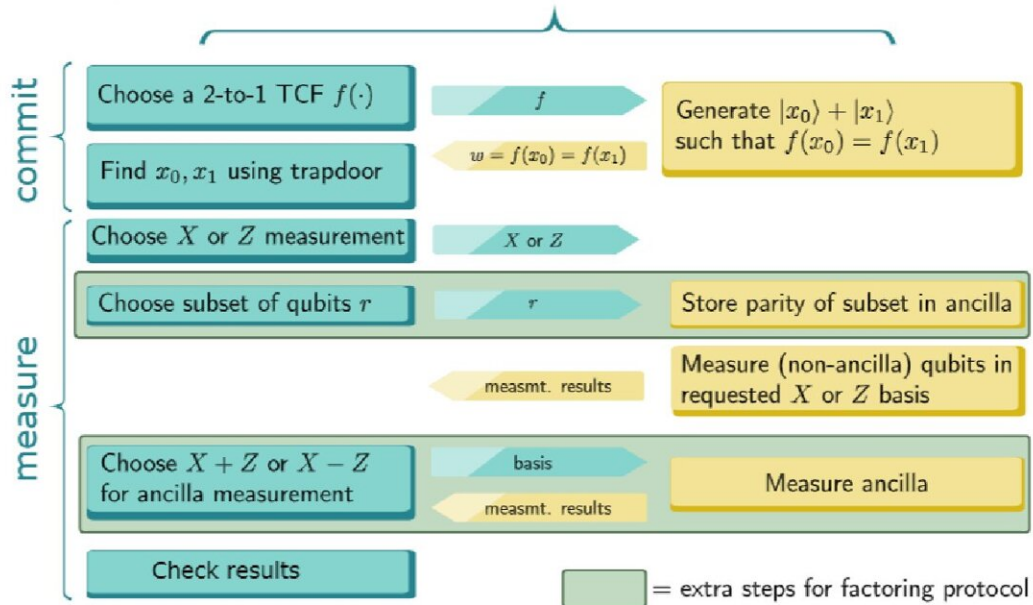 commit
Choose a 2-to-1 TCF f(·)
f
Generate |x₀⟩ + |x₁⟩
such that f(x₀) = f(x₁)
w = f(x₀) = f(x₁)
Find x₀, x₁ using trapdoor
measure
Choose X or Z measurement
X or Z
Choose subset of qubits r
r
Store parity of subset in ancilla
measmt. results
Measure (non-ancilla) qubits in
requested X or Z basis
Choose X + Z or X − Z
for ancilla measurement
basis
measmt. results
Measure ancilla
Check results
= extra steps for factoring protocol